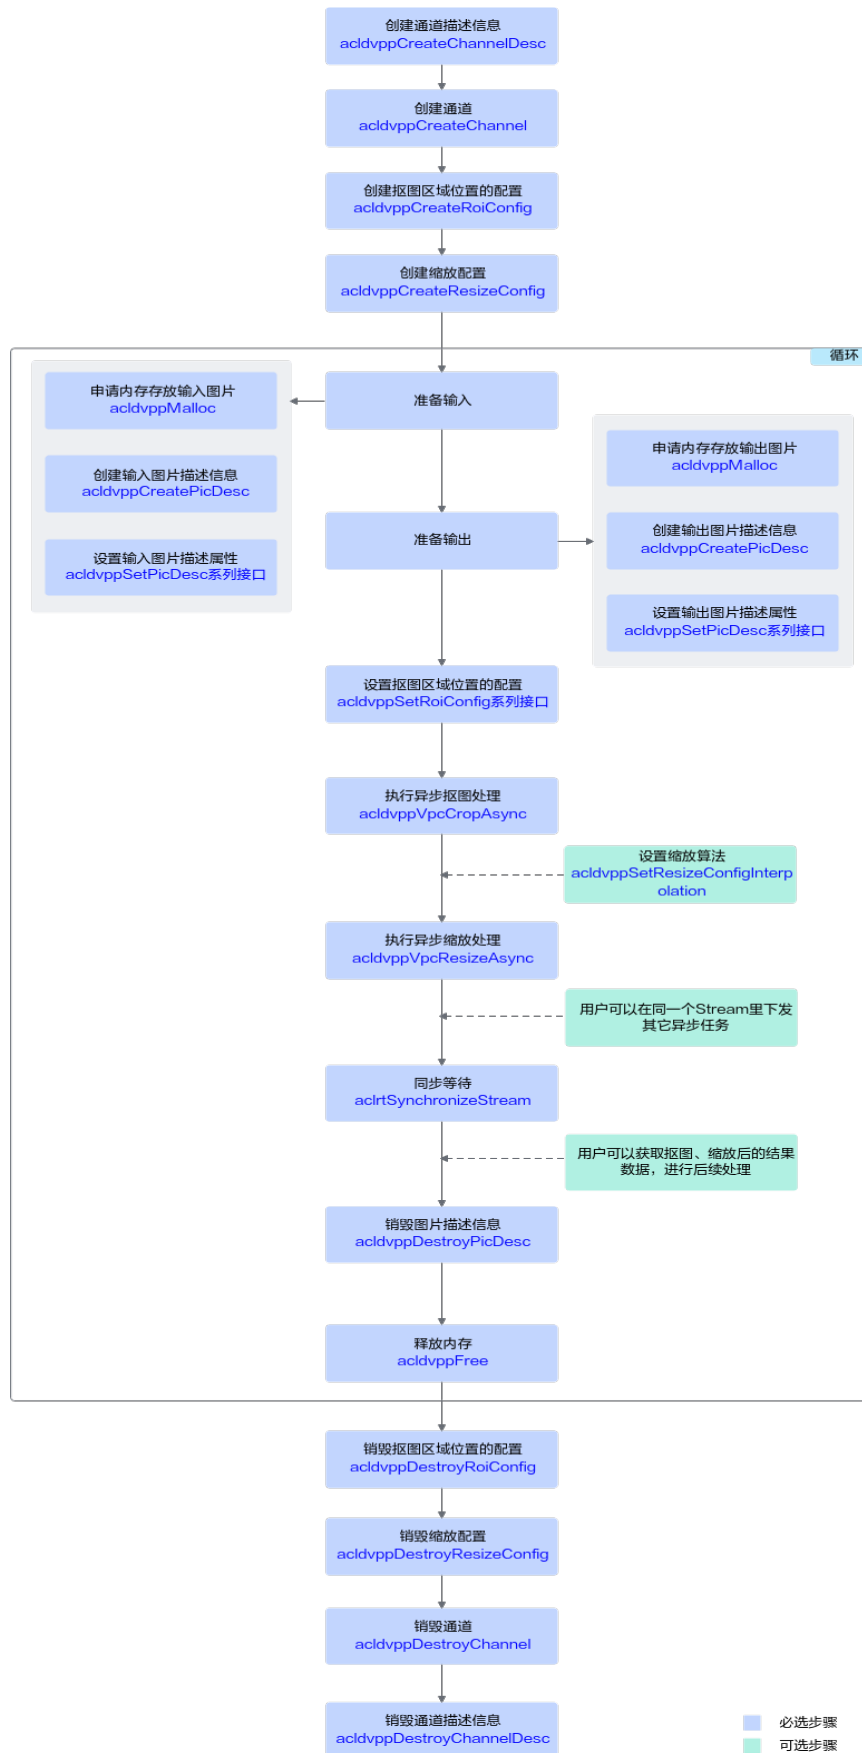 创建通道描述信息
acldvppCreateChannelDesc
创建通道
acldvppCreateChannel
创建抠图区域位置的配置
acldvppCreateRoiConfig
创建缩放配置
acldvppCreateResizeConfig
循环
申请内存存放输入图片
acldvppMalloc
创建输入图片描述信息
acldvppCreatePicDesc
设置输入图片描述属性
acldvppSetPicDesc系列接口
准备输入
准备输出
申请内存存放输出图片
acldvppMalloc
创建输出图片描述信息
acldvppCreatePicDesc
设置输出图片描述属性
acldvppSetPicDesc系列接口
设置抠图区域位置的配置
acldvppSetRoiConfig系列接口
执行异步抠图处理
acldvppVpcCropAsync
设置缩放算法
acldvppSetResizeConfigInterp
olation
执行异步缩放处理
acldvppVpcResizeAsync
用户可以在同一个Stream里下发
其它异步任务
同步等待
aclrtSynchronizeStream
用户可以获取抠图、缩放后的结果
数据，进行后续处理
销毁图片描述信息
acldvppDestroyPicDesc
释放内存
acldvppFree
销毁抠图区域位置的配置
acldvppDestroyRoiConfig
销毁缩放配置
acldvppDestroyResizeConfig
销毁通道
acldvppDestroyChannel
销毁通道描述信息
acldvppDestroyChannelDesc
必选步骤
可选步骤